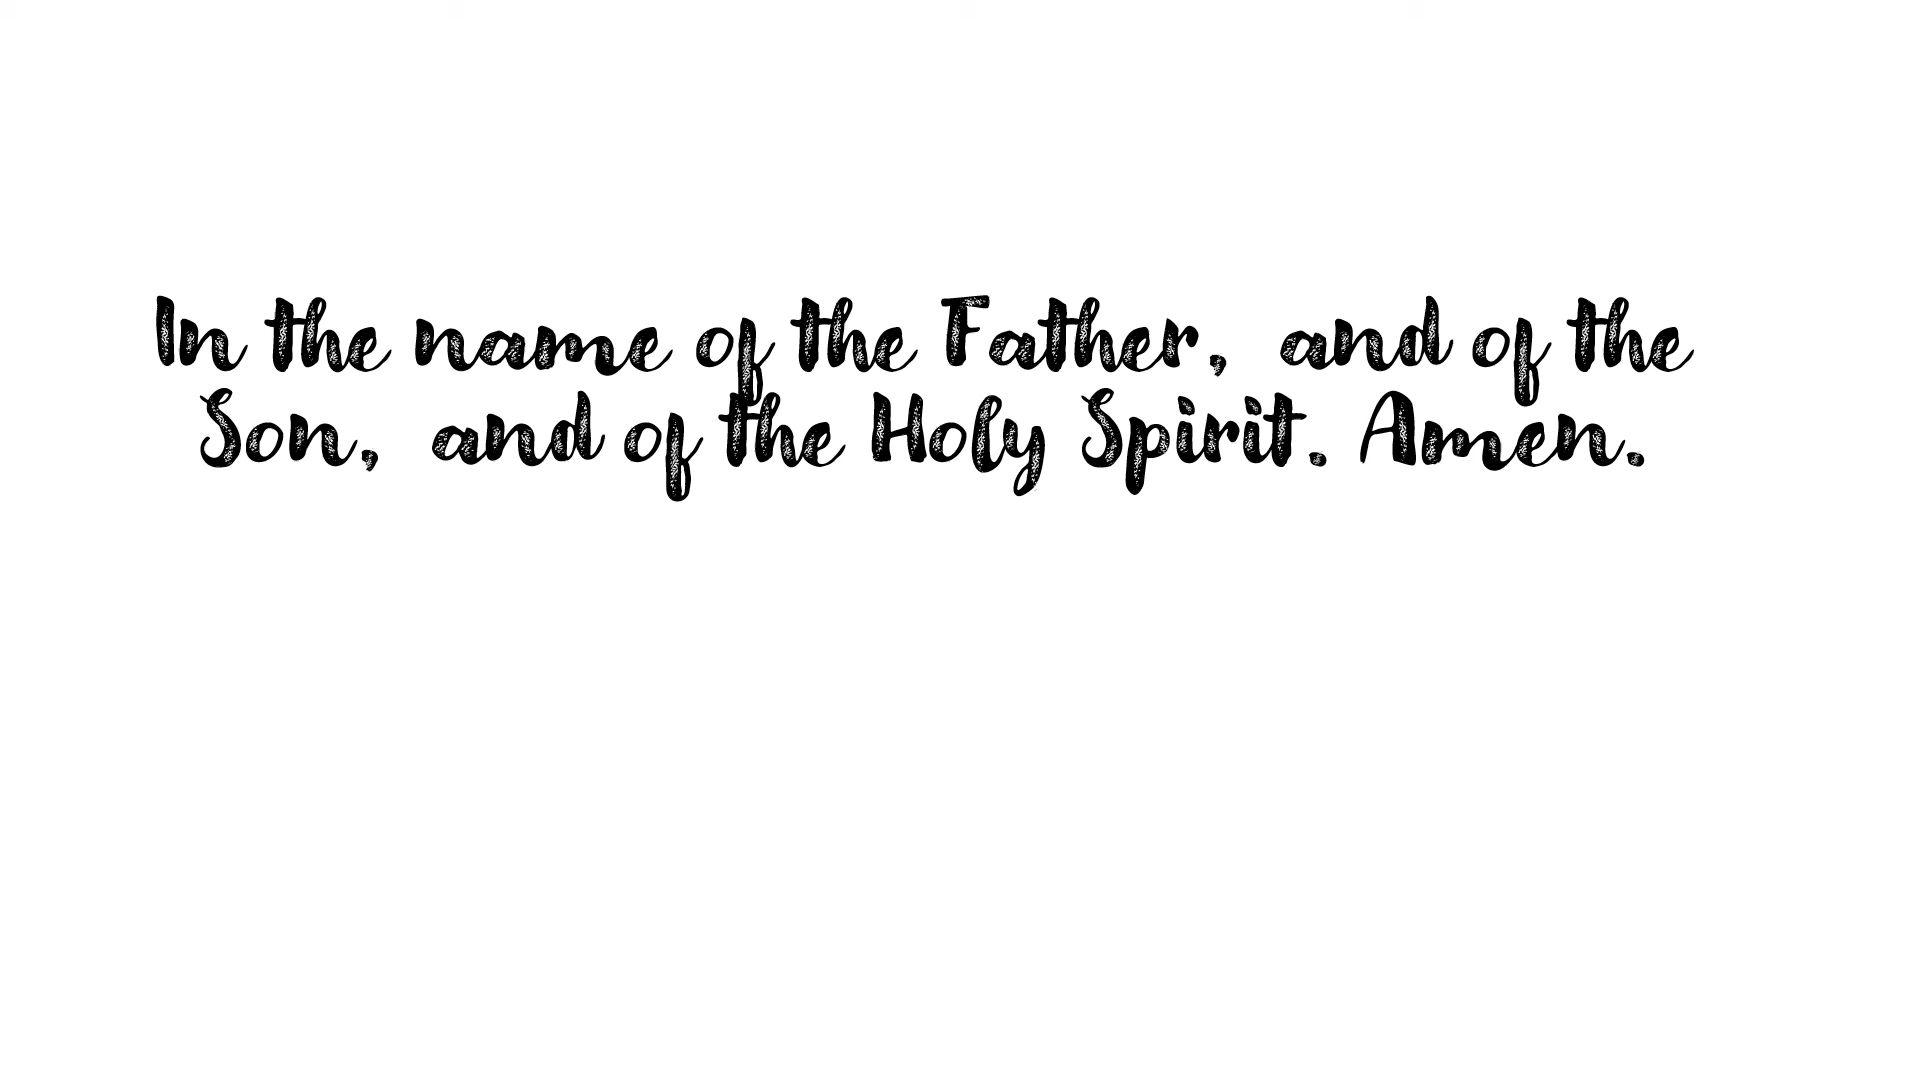 In the name of the Father, and of the
Son, and of the Holy Spirit. Amen.